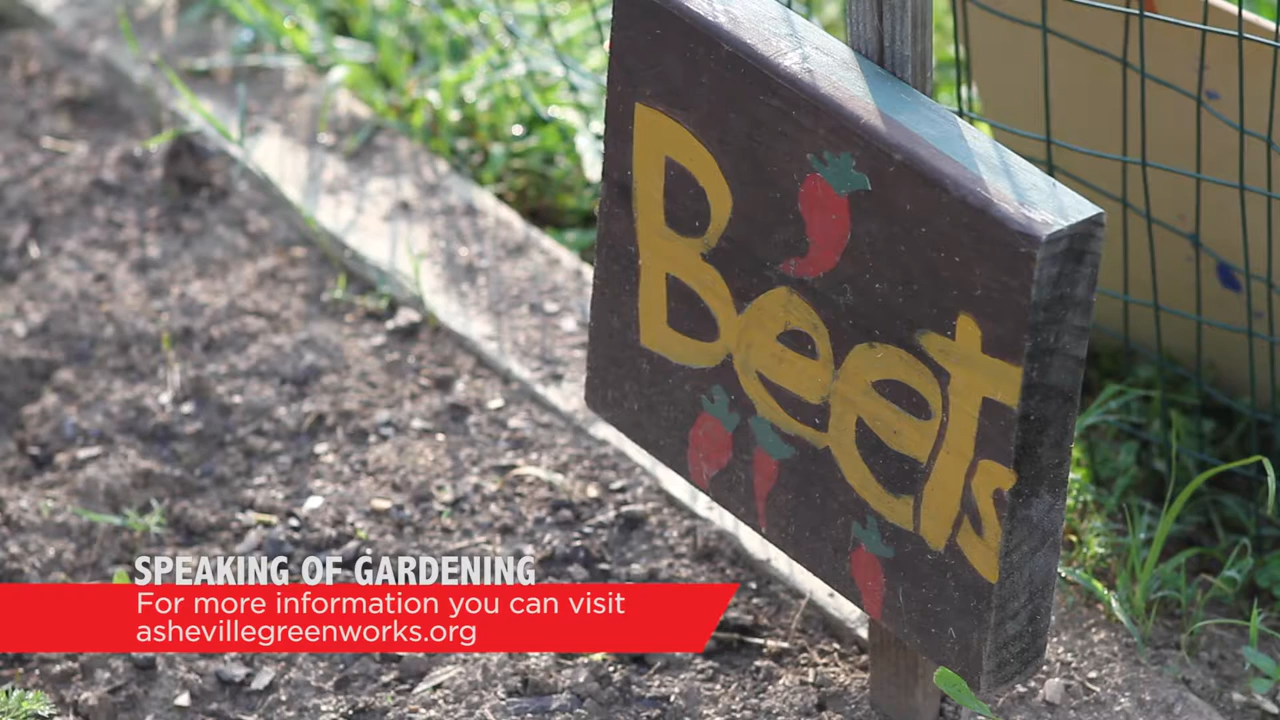 Beets
SPEAKING OF GARDENING
For more information you can visit
ashevillegreenworks.org